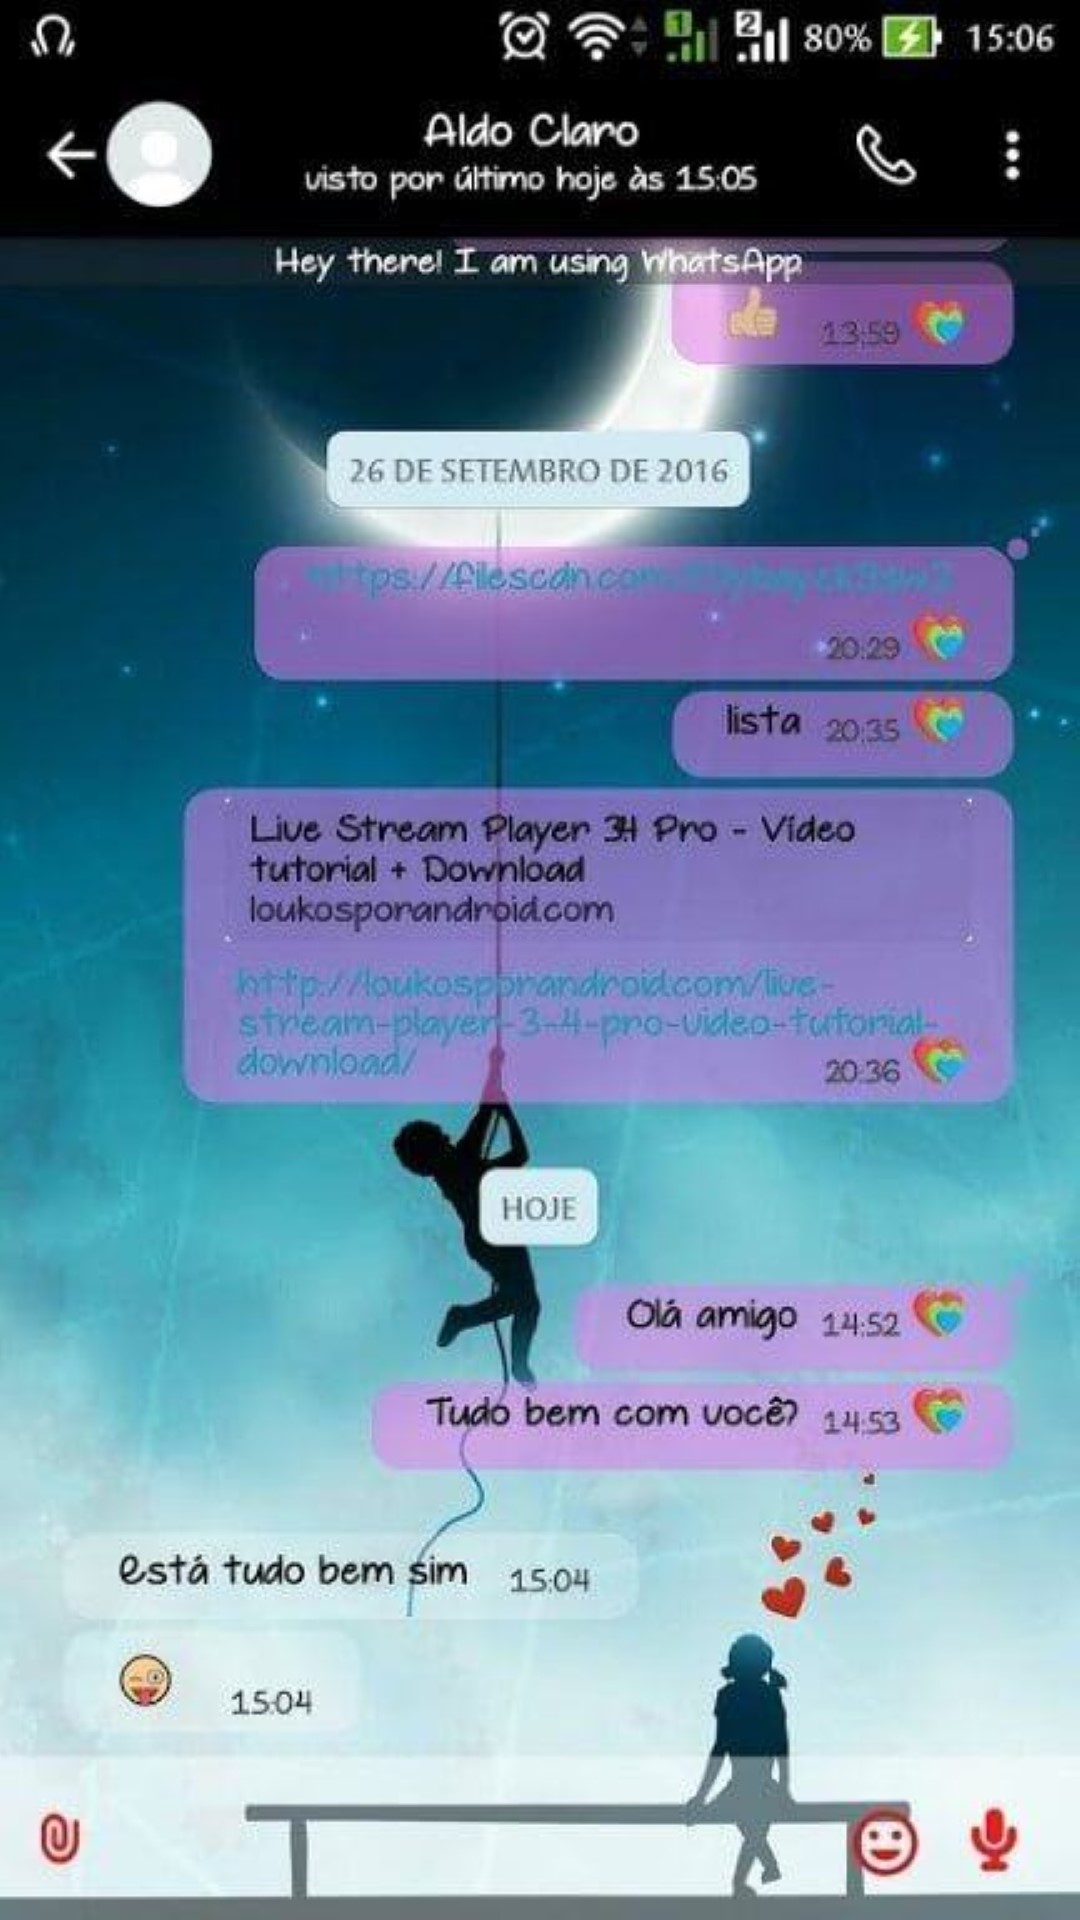 1 2 80% 15:06
Aldo Claro
visto por último hoje às 15:05
Hey there! I am using WhatsApp
13:59
26 DE SETEMBRO DE 2016
https://filescdn.com
20:29
lista 20:35
Live Stream Player 3.4 Pro - Vídeo
tutorial + Download
loukosporandroid.com
http://loukosporandroid.com/live-
stream-player-3-4-pro-video-tutorial-
download/ 20:36
HOJE
Olá amigo 14:52
Tudo bem com você? 14:53
Está tudo bem sim 15:04
15:04